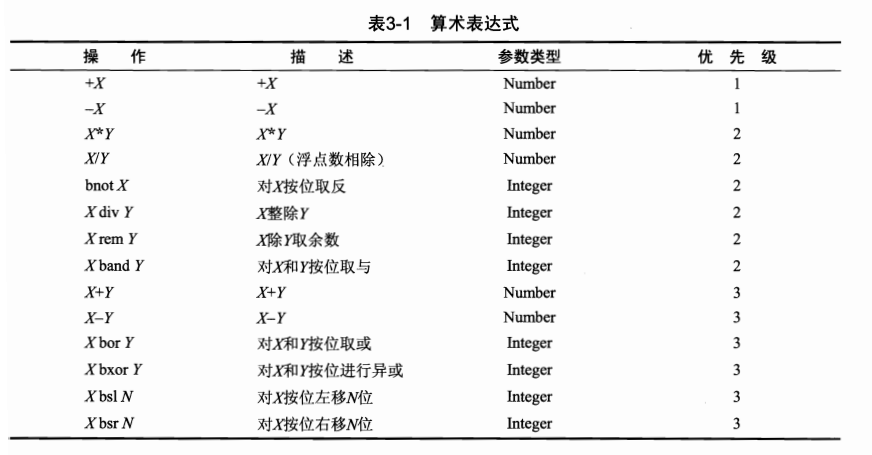 表3-1 算术表达式
操 作 描 述 参数类型 优 先 级
+X +X Number 1
–X –X Number 1
X*Y X*Y Number 2
X/Y X/Y（浮点数相除） Number 2
bnot X 对X按位取反 Integer 2
X div Y X整除Y Integer 2
X rem Y X除Y取余数 Integer 2
X band Y 对X和Y按位取与 Integer 2
X+Y X+Y Number 3
X–Y X–Y Number 3
X bor Y 对X和Y按位取或 Integer 3
X bxor Y 对X和Y按位进行异或 Integer 3
X bsl N 对X按位左移N位 Integer 3
X bsr N 对X按位右移N位 Integer 3